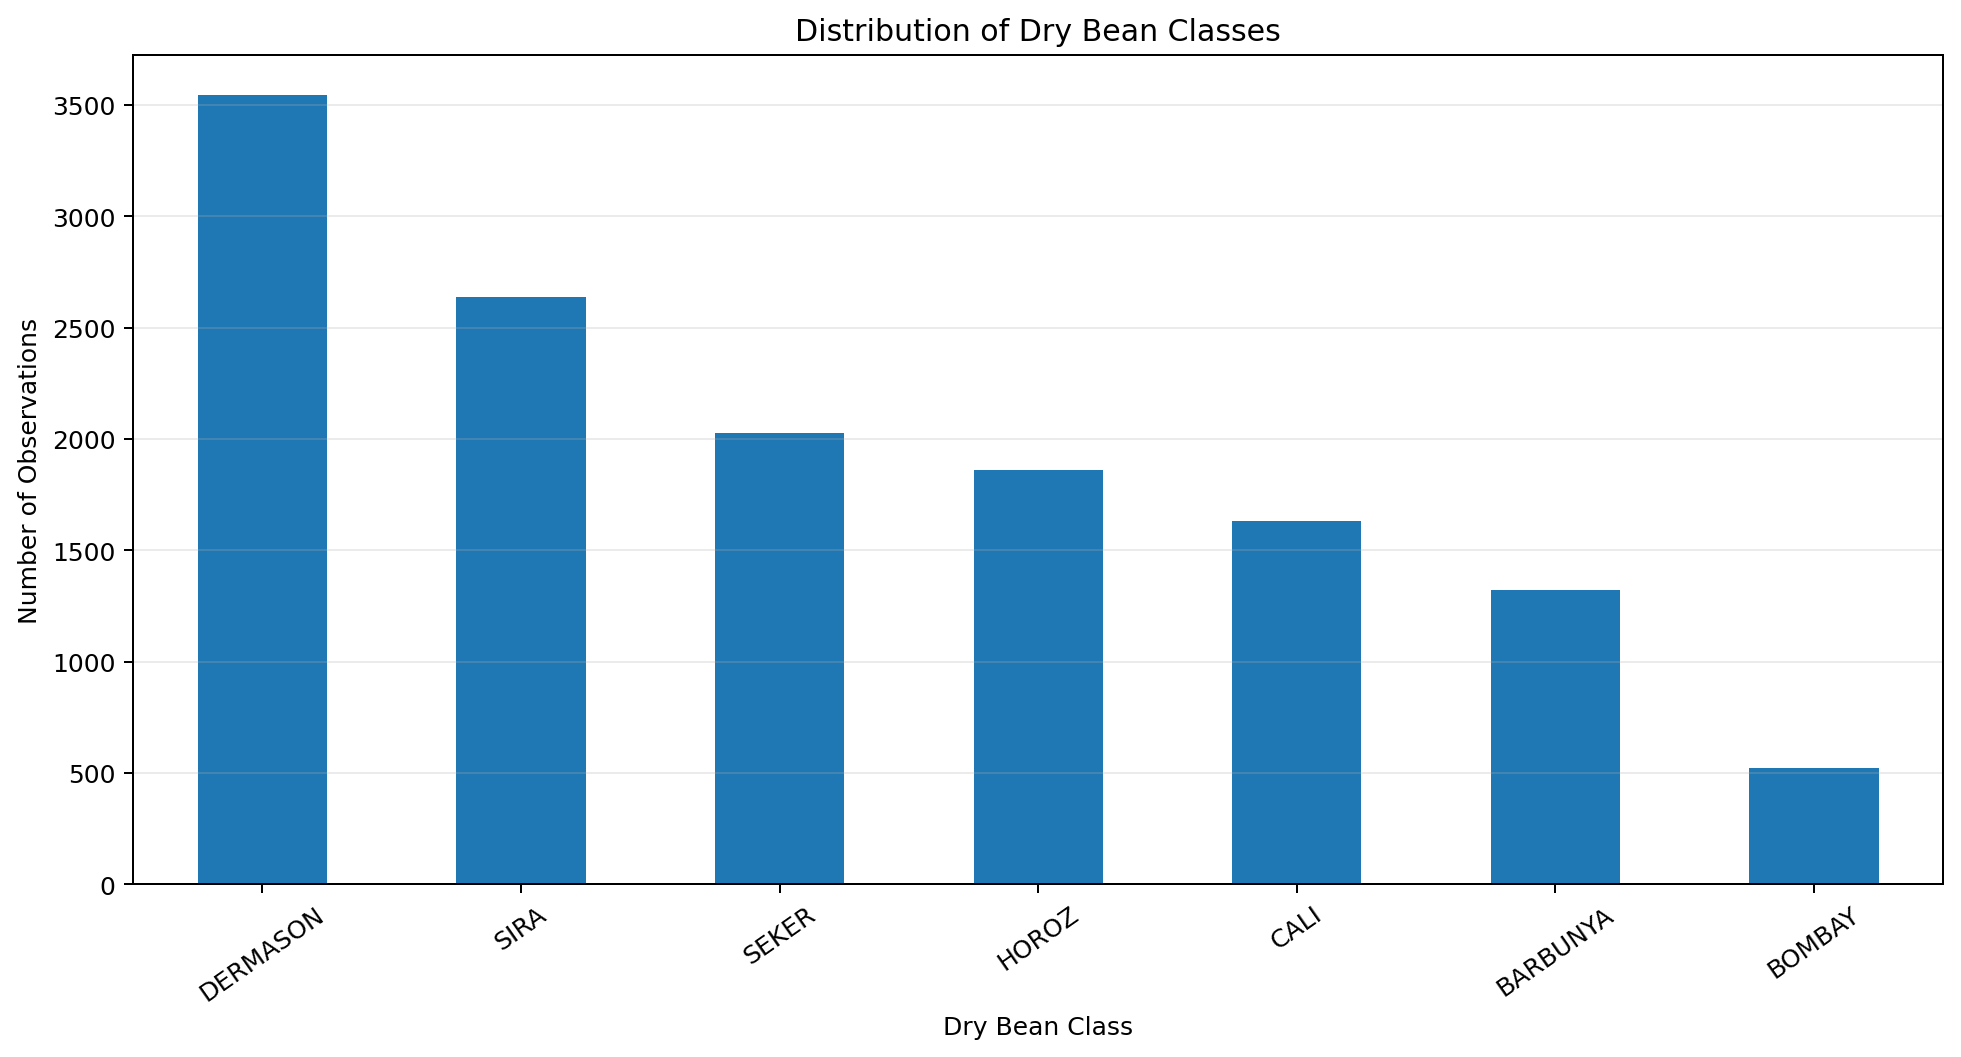 Distribution of Dry Bean Classes
Number of Observations
3500
3000
2500
2000
1500
1000
500
0
DERMASON
SIRA
SEKER
HOROZ
CALI
BARBUNYA
BOMBAY
Dry Bean Class